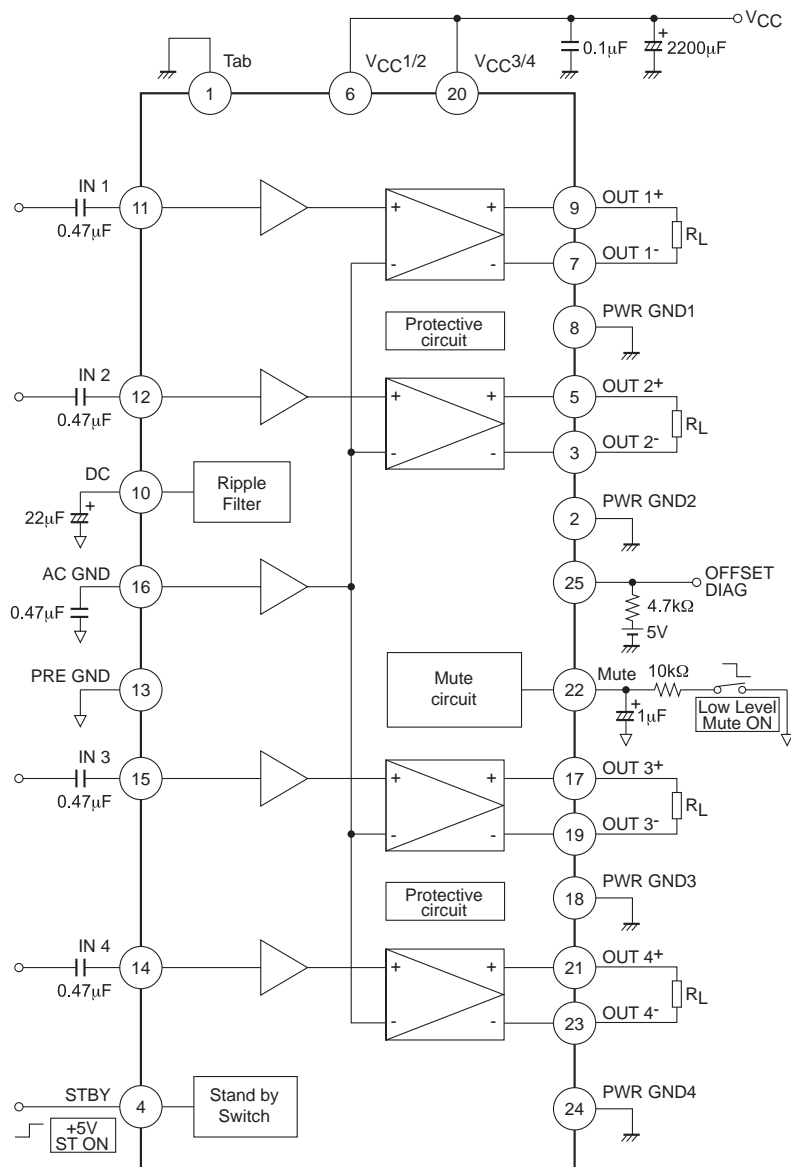 VCC
Tab
VCC1/2
VCC3/4
0.1µF
+
2200µF
1
6
20
IN 1
11
0.47µF
+
+
-
-
9
OUT 1+
7
OUT 1-
RL
Protective
circuit
8
PWR GND1
IN 2
12
0.47µF
+
+
-
-
5
OUT 2+
3
OUT 2-
RL
DC
10
+
22µF
Ripple
Filter
2
PWR GND2
AC GND
16
0.47µF
25
OFFSET
DIAG
4.7kΩ
5V
PRE GND
13
Mute
circuit
22
Mute
10kΩ
+
1µF
Low Level
Mute ON
IN 3
15
0.47µF
+
+
-
-
17
OUT 3+
19
OUT 3-
RL
Protective
circuit
18
PWR GND3
IN 4
14
0.47µF
+
+
-
-
21
OUT 4+
23
OUT 4-
RL
STBY
4
Stand by
Switch
+5V
ST ON
24
PWR GND4